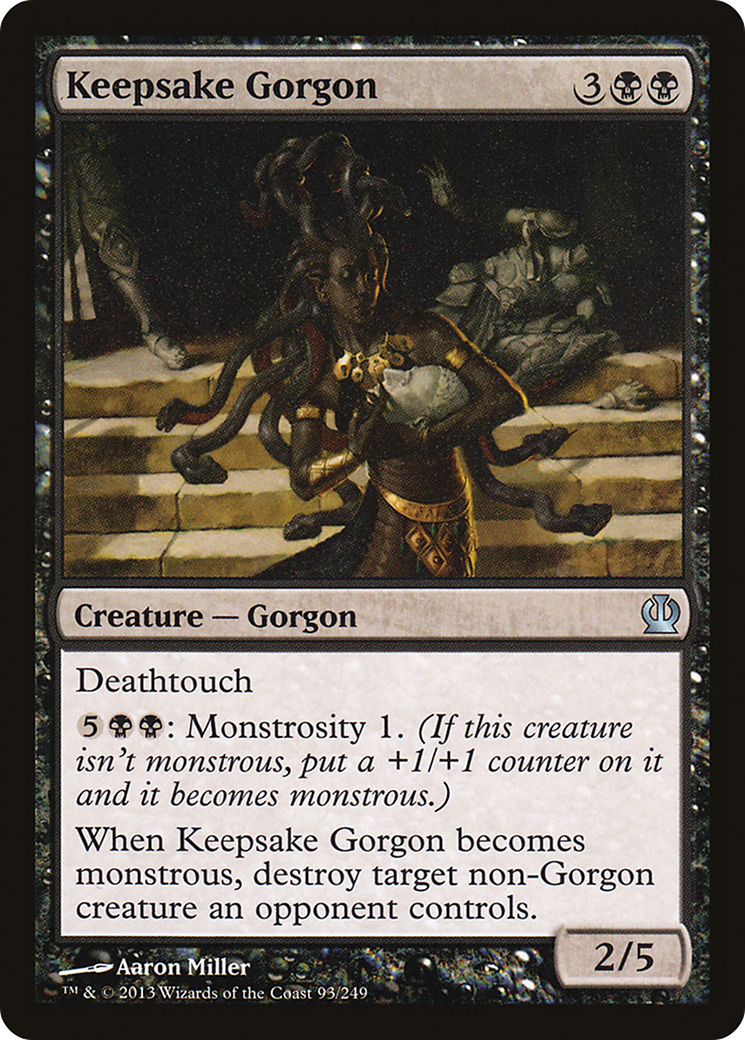 Keepsake Gorgon 3
Creature — Gorgon
Deathtouch
5: Monstrosity 1. (If this creature
isn't monstrous, put a +1/+1 counter on it
and it becomes monstrous.)
When Keepsake Gorgon becomes
monstrous, destroy target non-Gorgon
creature an opponent controls.
2/5
Aaron Miller
™ & © 2013 Wizards of the Coast 93/249